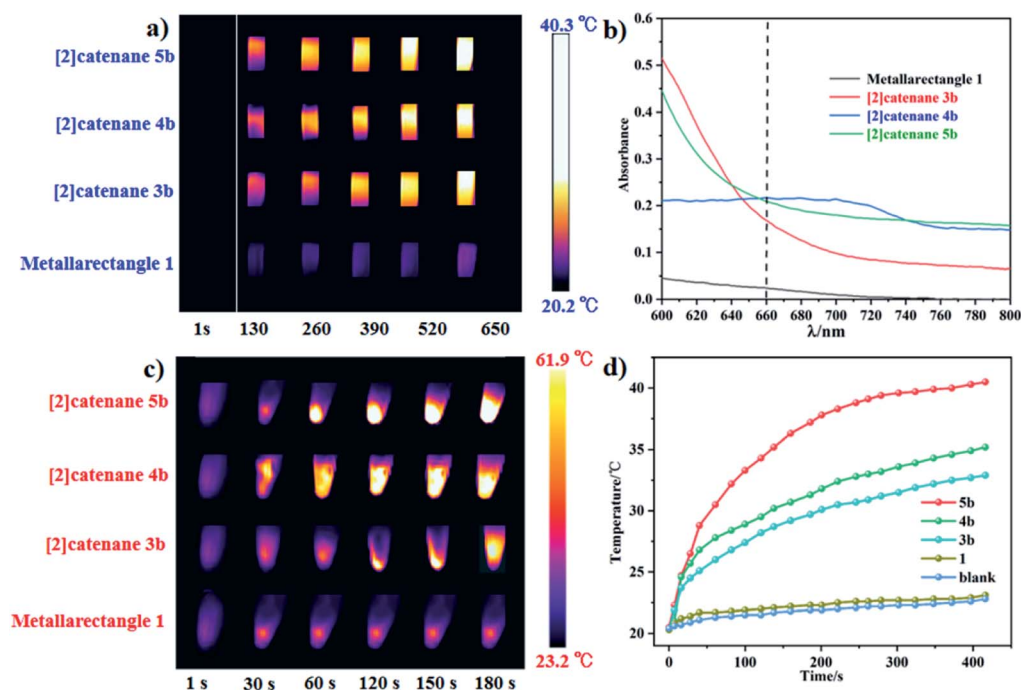 a)
[2]catenane 5b
[2]catenane 4b
[2]catenane 3b
Metallarectangle 1
1s 130 260 390 520 650
40.3 ℃
20.2 ℃
b)
0.5
0.4
0.3
0.2
0.1
0.0
Absorbance
Metallarectangle 1
[2]catenane 3b
[2]catenane 4b
[2]catenane 5b
600 620 640 660 680 700 720 740 760 780 800
λ/nm
c)
[2]catenane 5b
[2]catenane 4b
[2]catenane 3b
Metallarectangle 1
1 s 30 s 60 s 120 s 150 s 180 s
61.9 ℃
23.2 ℃
d)
40
35
30
25
20
Temperature/℃
5b
4b
3b
1
blank
0 100 200 300 400
Time/s